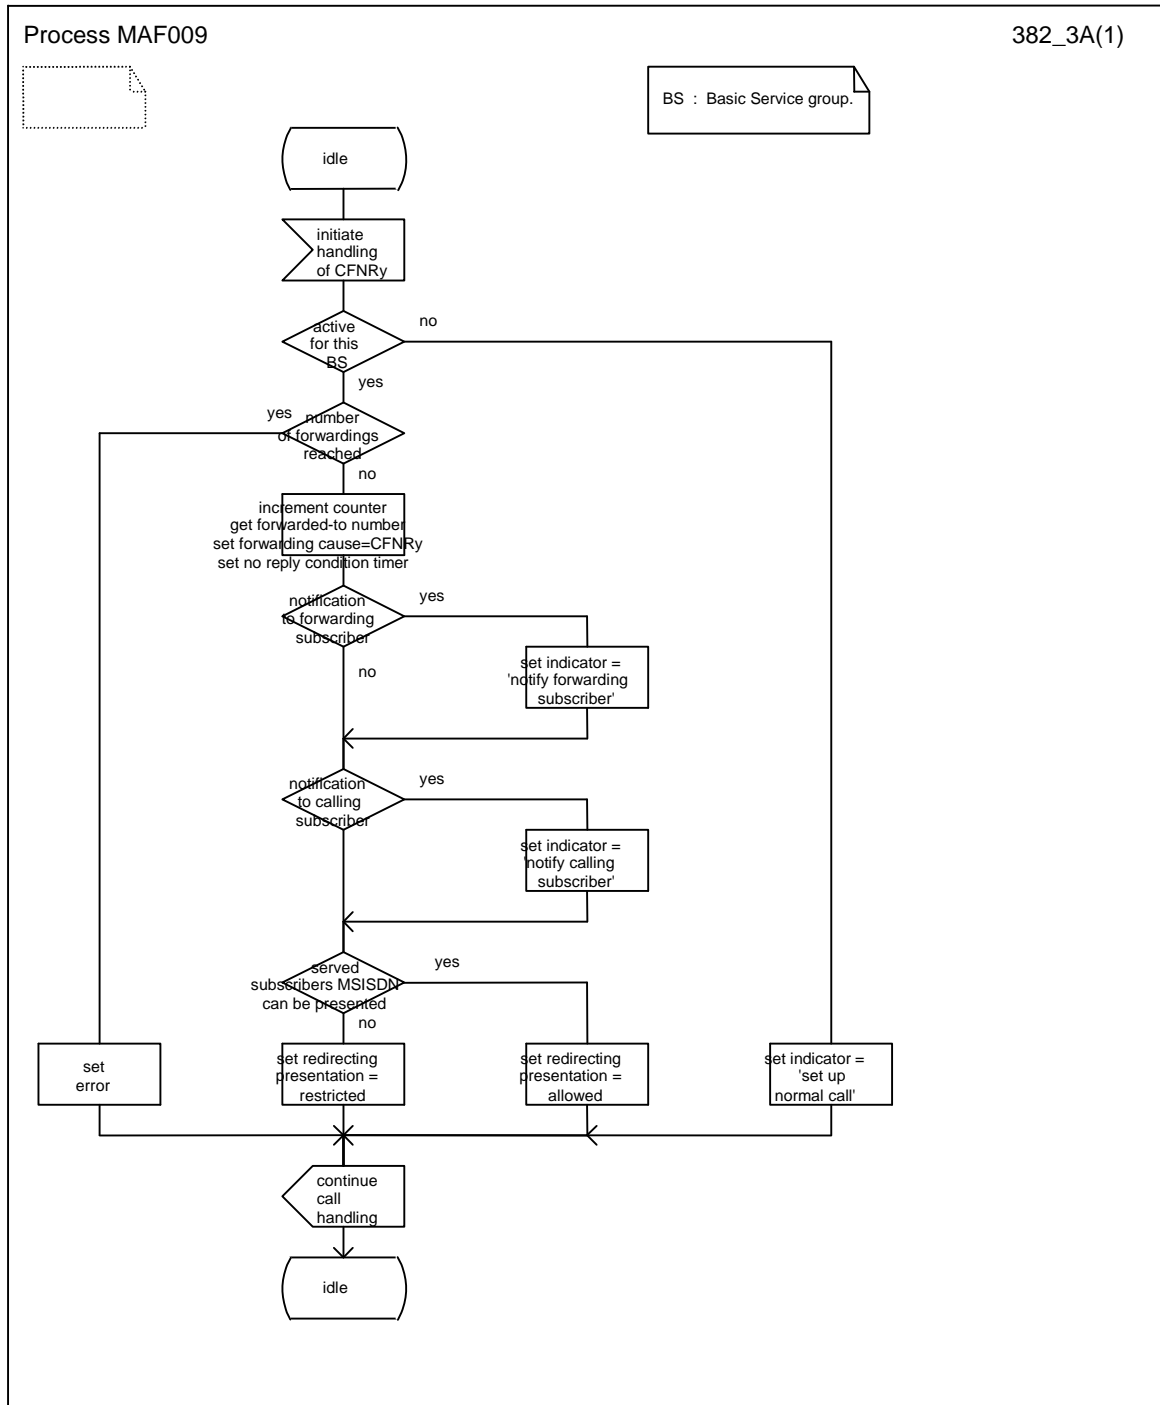 Process MAF009
382_3A(1)
BS : Basic Service group.
idle
initiate
handling
of CFNRy
active
for this
BS
no
yes
yes
number
of forwardings
reached
no
increment counter
get forwarded-to number
set forwarding cause=CFNRy
set no reply condition timer
notification
to forwarding
subscriber
yes
no
set indicator =
'notify forwarding
subscriber'
notification
to calling
subscriber
yes
set indicator =
'notify calling
subscriber'
served
subscribers MSISDN
can be presented
yes
no
set
error
set redirecting
presentation =
restricted
set redirecting
presentation =
allowed
set indicator =
'set up
normal call'
continue
call
handling
idle